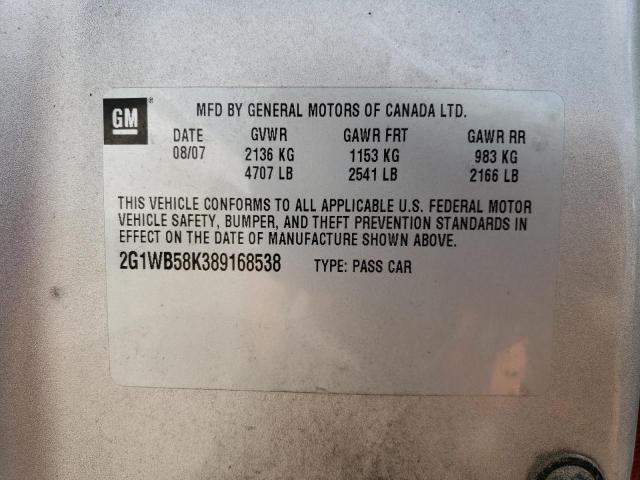 GM® MFD BY GENERAL MOTORS OF CANADA LTD.
DATE GVWR GAWR FRT GAWR RR
08/07 2136 KG 1153 KG 983 KG
4707 LB 2541 LB 2166 LB
THIS VEHICLE CONFORMS TO ALL APPLICABLE U.S. FEDERAL MOTOR
VEHICLE SAFETY, BUMPER, AND THEFT PREVENTION STANDARDS IN
EFFECT ON THE DATE OF MANUFACTURE SHOWN ABOVE.
2G1WB58K389168538 TYPE: PASS CAR